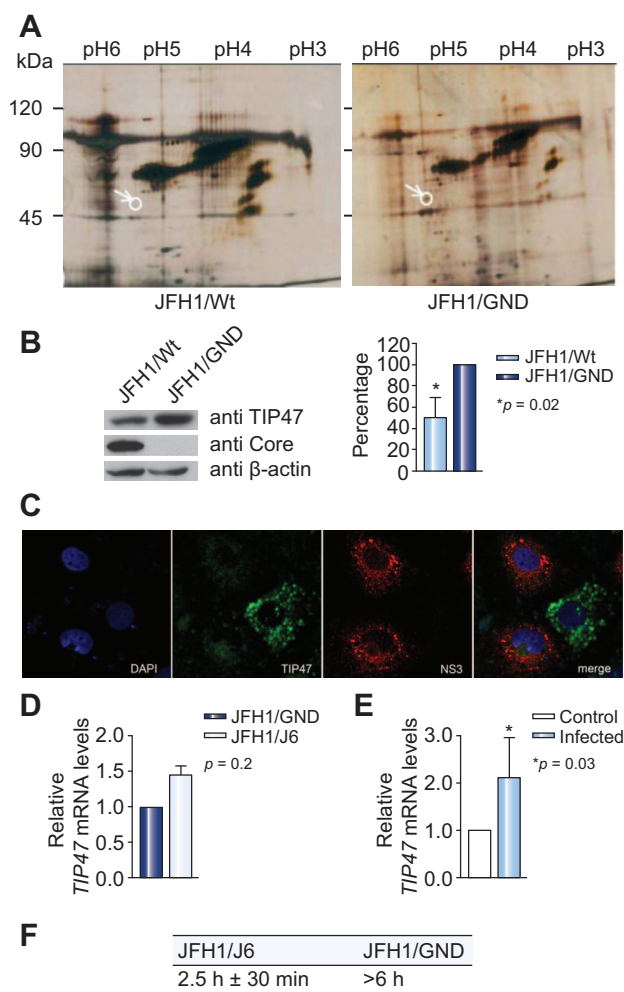 A
pH6 pH5 pH4 pH3 pH6 pH5 pH4 pH3
kDa
120
90
45
JFH1/Wt JFH1/GND
B
JFH1/Wt
JFH1/GND
anti TIP47
anti Core
anti β-actin
Percentage
120
100
80
60
40
20
0
*
JFH1/Wt
JFH1/GND
*p = 0.02
C
DAPI TIP47 NS3 merge
D
Relative
TIP47 mRNA levels
2.0
1.5
1.0
0.5
0.0
JFH1/GND
JFH1/J6
p = 0.2
E
Relative
TIP47 mRNA levels
3.0
2.0
1.0
0.0
*
Control
Infected
*p = 0.03
F
JFH1/J6 JFH1/GND
2.5 h ± 30 min >6 h